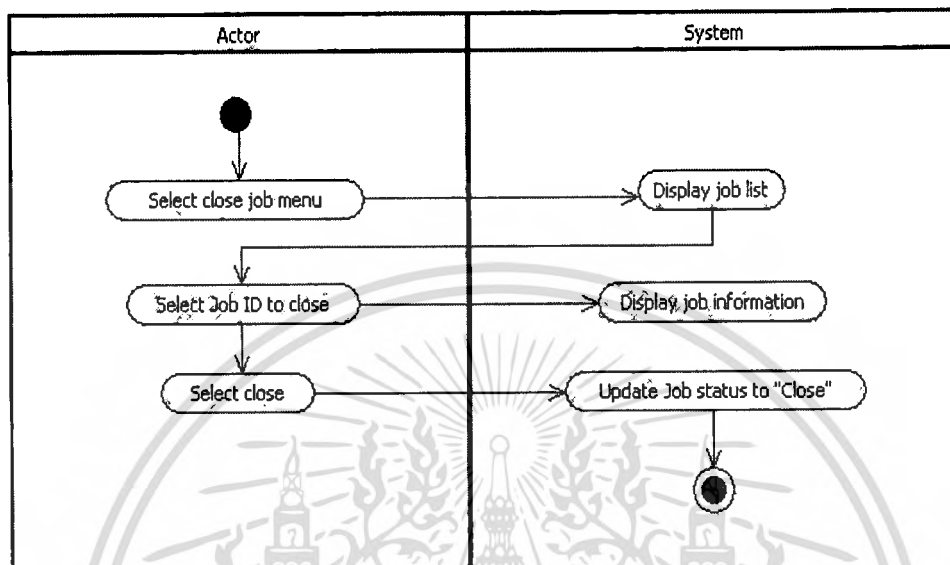 Actor
System
Select close job menu
Display job list
Select Job ID to close
Display job information
Select close
Update Job status to "Close"